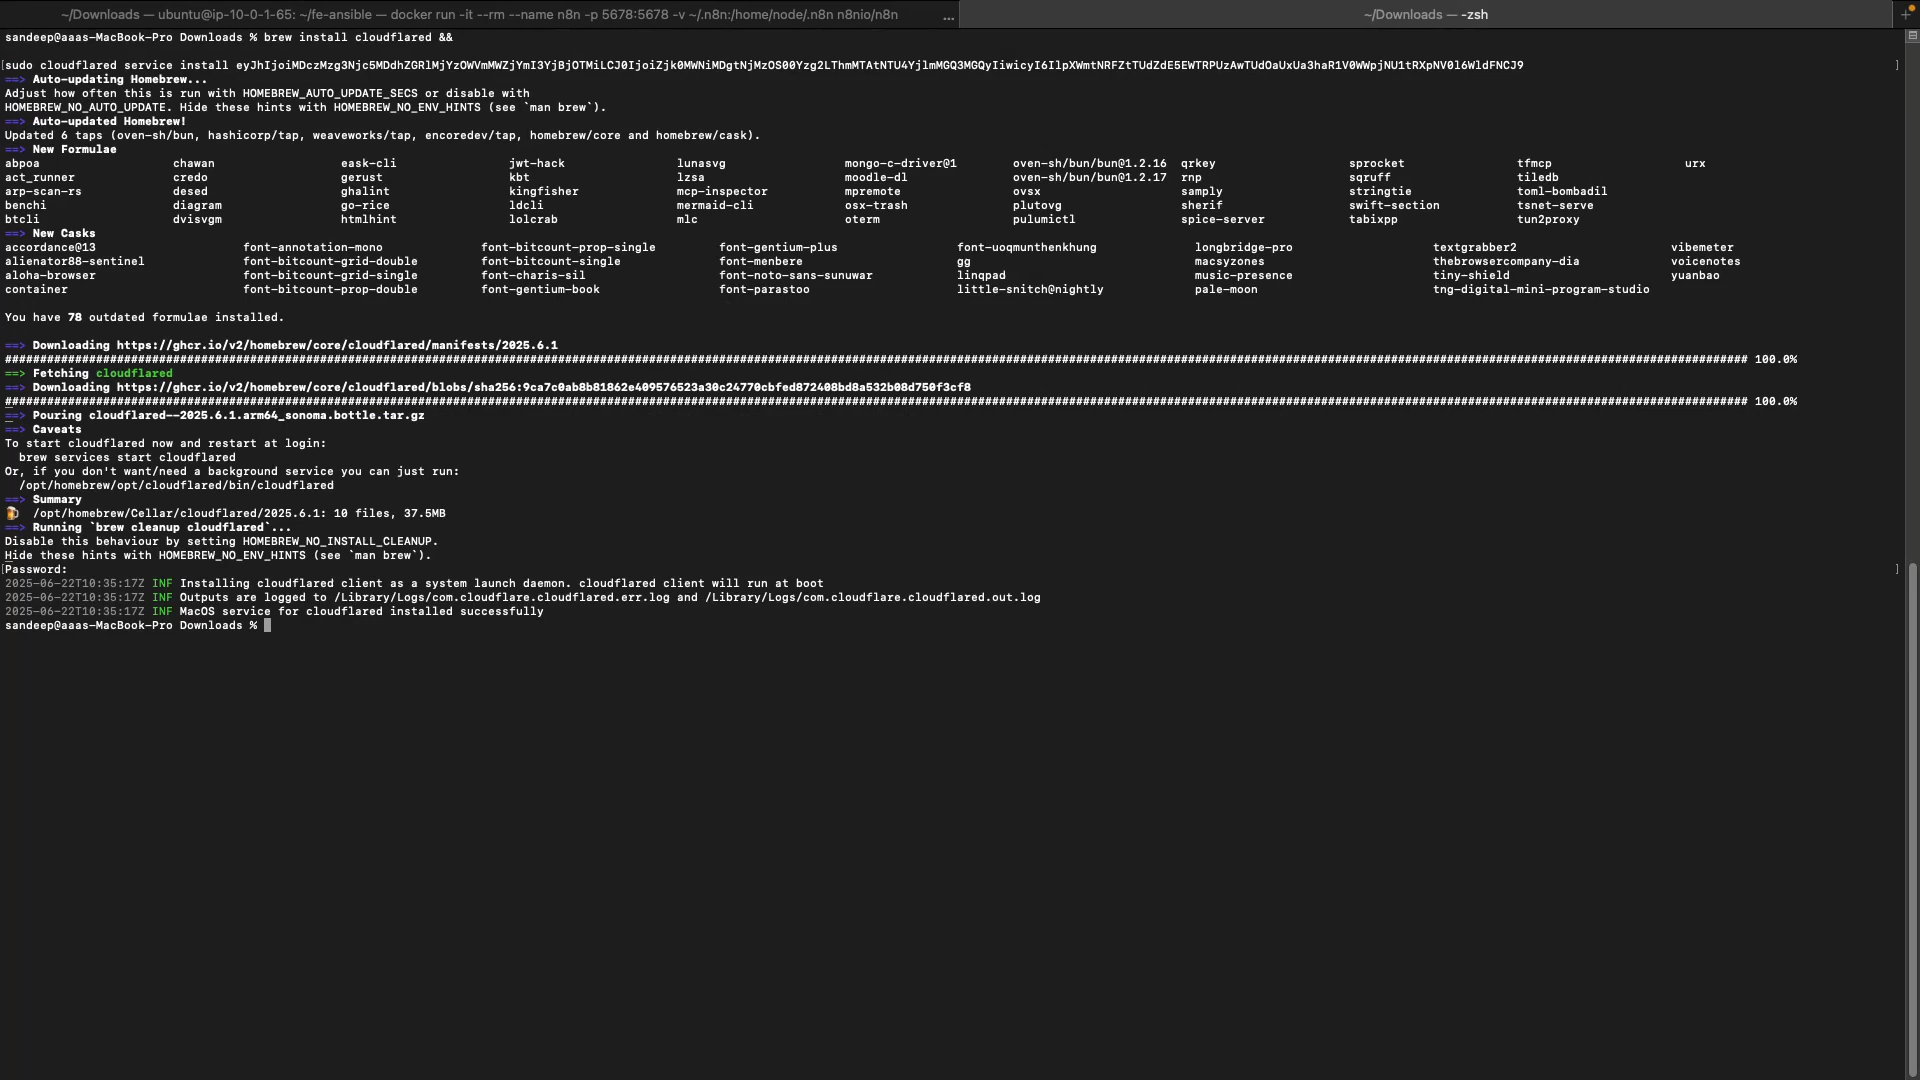 ~/Downloads — ubuntu@ip-10-0-1-65: ~/fe-ansible — docker run -it --rm --name n8n -p 5678:5678 -v ~/.n8n:/home/node/.n8n n8nio/n8n ... ~/Downloads — -zsh +
sandeep@aaas-MacBook-Pro Downloads % brew install cloudflared &&
[sudo cloudflared service install ]
==> Auto-updating Homebrew...
Adjust how often this is run with HOMEBREW_AUTO_UPDATE_SECS or disable with
HOMEBREW_NO_AUTO_UPDATE. Hide these hints with HOMEBREW_NO_ENV_HINTS (see `man brew`).
==> Auto-updated Homebrew!
Updated 6 taps (oven-sh/bun, hashicorp/tap, weaveworks/tap, encoredev/tap, homebrew/core and homebrew/cask).
==> New Formulae
abpoa chawan eask-cli jwt-hack lunasvg mongo-c-driver@1 oven-sh/bun/bun@1.2.16 qrkey sprocket tfmcp urx
act_runner credo gerust kbt lzsa moodle-dl oven-sh/bun/bun@1.2.17 rnp sqruff tiledb
arp-scan-rs desed ghalint kingfisher mcp-inspector mpremote ovsx samply stringtie toml-bombadil
benchi diagram go-rice ldcli mermaid-cli osx-trash plutovg sherif swift-section tsnet-serve
btcli dvisvgm htmlhint lolcrab mlc oterm pulumictl spice-server tabixpp tun2proxy
==> New Casks
accordance@13 font-annotation-mono font-bitcount-prop-single font-gentium-plus font-uoqmunthenkhung longbridge-pro textgrabber2 vibemeter
alienator88-sentinel font-bitcount-grid-double font-bitcount-single font-menbere gg macsyzones thebrowsercompany-dia voicenotes
aloha-browser font-bitcount-grid-single font-charis-sil font-noto-sans-sunuwar linqpad music-presence tiny-shield yuanbao
container font-bitcount-prop-double font-gentium-book font-parastoo little-snitch@nightly pale-moon tng-digital-mini-program-studio
You have 78 outdated formulae installed.
==> Downloading https://ghcr.io/v2/homebrew/core/cloudflared/manifests/2025.6.1
100.0%
==> Fetching cloudflared
==> Downloading https://ghcr.io/v2/homebrew/core/cloudflared/blobs/sha256:9ca7c0ab8b81862e409576523a30c24770cbfed872408bd8a532b08d750f3cf8
100.0%
==> Pouring cloudflared--2025.6.1.arm64_sonoma.bottle.tar.gz
==> Caveats
To start cloudflared now and restart at login:
brew services start cloudflared
Or, if you don't want/need a background service you can just run:
/opt/homebrew/opt/cloudflared/bin/cloudflared
==> Summary
🍺 /opt/homebrew/Cellar/cloudflared/2025.6.1: 10 files, 37.5MB
==> Running `brew cleanup cloudflared`...
Disable this behaviour by setting HOMEBREW_NO_INSTALL_CLEANUP.
Hide these hints with HOMEBREW_NO_ENV_HINTS (see `man brew`).
[Password: ]
2025-06-22T10:35:17Z INF Installing cloudflared client as a system launch daemon. cloudflared client will run at boot
2025-06-22T10:35:17Z INF Outputs are logged to /Library/Logs/com.cloudflare.cloudflared.err.log and /Library/Logs/com.cloudflare.cloudflared.out.log
2025-06-22T10:35:17Z INF MacOS service for cloudflared installed successfully
sandeep@aaas-MacBook-Pro Downloads %